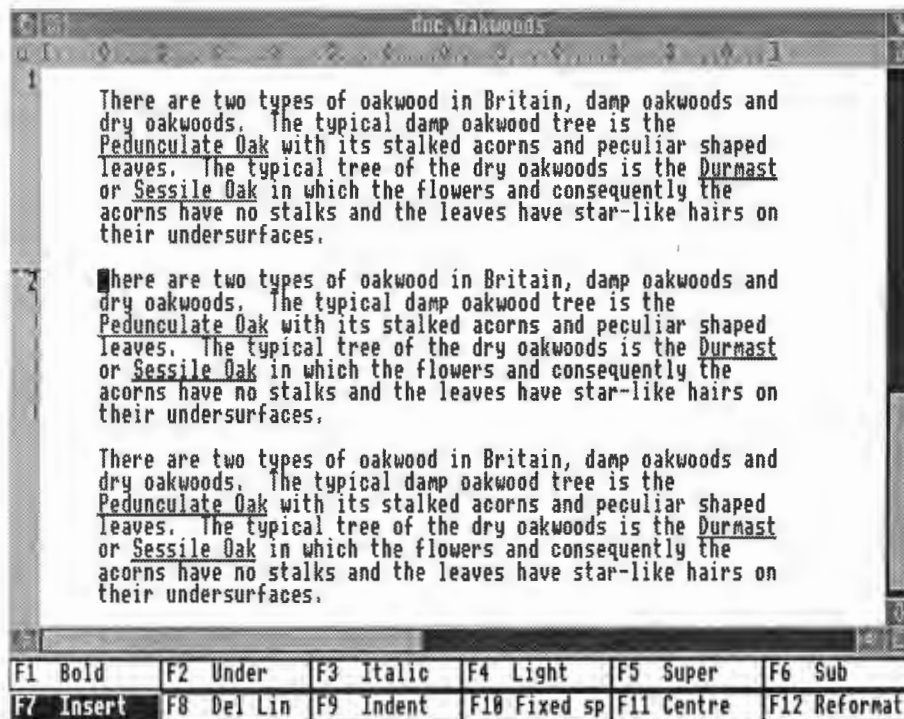 doc.Oakwoods
1
There are two types of oakwood in Britain, damp oakwoods and
dry oakwoods. The typical damp oakwood tree is the
Pedunculate Oak with its stalked acorns and peculiar shaped
leaves. The typical tree of the dry oakwoods is the Durmast
or Sessile Oak in which the flowers and consequently the
acorns have no stalks and the leaves have star-like hairs on
their undersurfaces.
2
There are two types of oakwood in Britain, damp oakwoods and
dry oakwoods. The typical damp oakwood tree is the
Pedunculate Oak with its stalked acorns and peculiar shaped
leaves. The typical tree of the dry oakwoods is the Durmast
or Sessile Oak in which the flowers and consequently the
acorns have no stalks and the leaves have star-like hairs on
their undersurfaces.
There are two types of oakwood in Britain, damp oakwoods and
dry oakwoods. The typical damp oakwood tree is the
Pedunculate Oak with its stalked acorns and peculiar shaped
leaves. The typical tree of the dry oakwoods is the Durmast
or Sessile Oak in which the flowers and consequently the
acorns have no stalks and the leaves have star-like hairs on
their undersurfaces.
F1 Bold F2 Under F3 Italic F4 Light F5 Super F6 Sub
F7 Insert F8 Del Lin F9 Indent F10 Fixed sp F11 Centre F12 Reformat